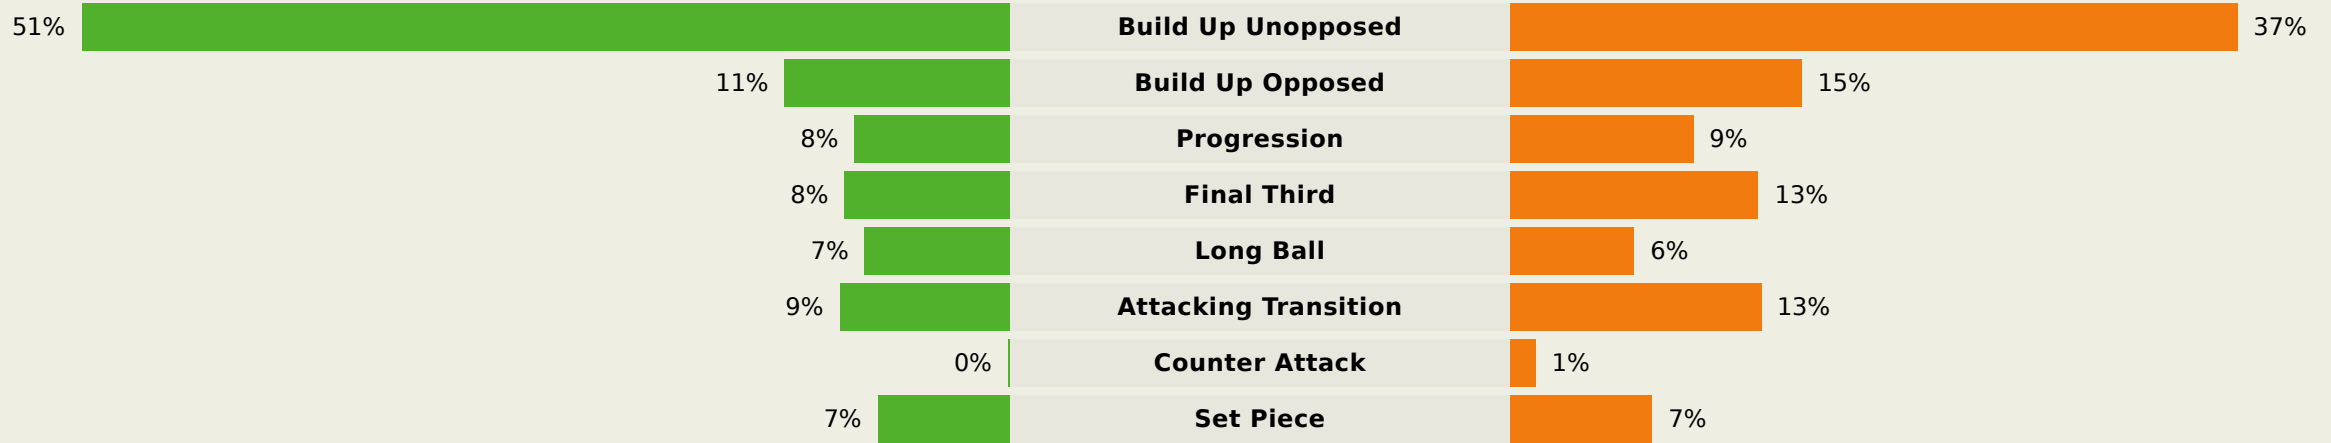 51% Build Up Unopposed 37%
11% Build Up Opposed 15%
8% Progression 9%
8% Final Third 13%
7% Long Ball 6%
9% Attacking Transition 13%
0% Counter Attack 1%
7% Set Piece 7%